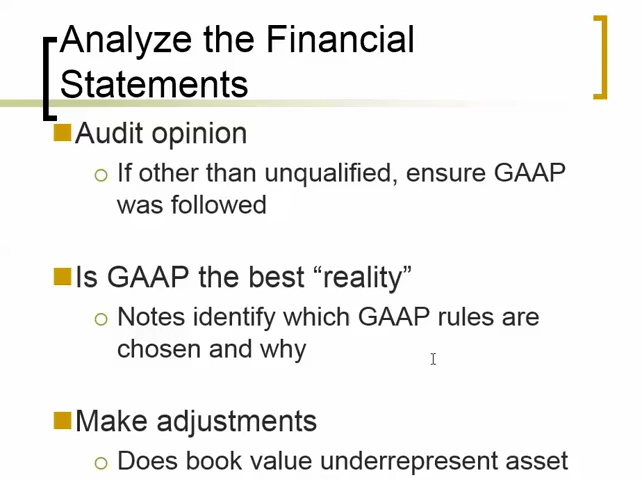 Analyze the Financial
Statements
Audit opinion
If other than unqualified, ensure GAAP
was followed
Is GAAP the best “reality”
Notes identify which GAAP rules are
chosen and why
Make adjustments
Does book value underrepresent asset